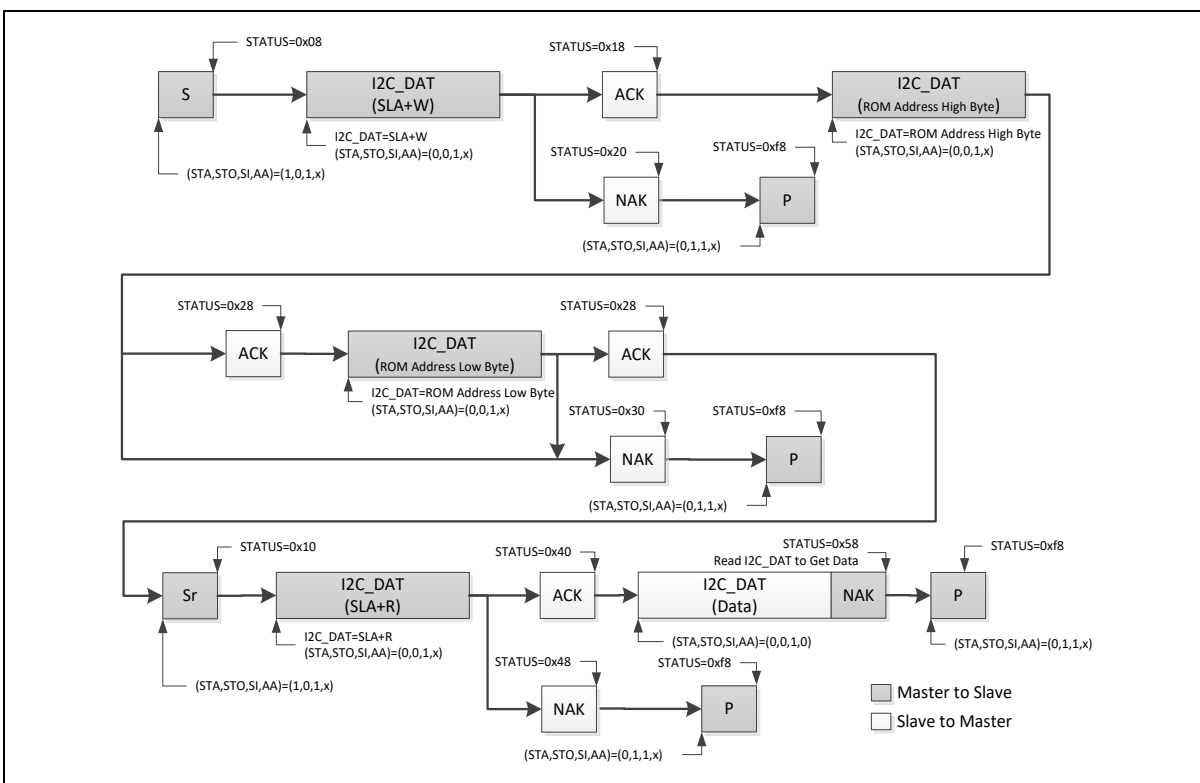 STATUS=0x08
STATUS=0x18
S
I2C_DAT
(SLA+W)
ACK
I2C_DAT
(ROM Address High Byte)
I2C_DAT=SLA+W
(STA,STO,SI,AA)=(0,0,1,x)
I2C_DAT=ROM Address High Byte
(STA,STO,SI,AA)=(0,0,1,x)
STATUS=0x20
STATUS=0xf8
(STA,STO,SI,AA)=(1,0,1,x)
NAK
P
(STA,STO,SI,AA)=(0,1,1,x)
STATUS=0x28
STATUS=0x28
ACK
I2C_DAT
(ROM Address Low Byte)
ACK
I2C_DAT=ROM Address Low Byte
(STA,STO,SI,AA)=(0,0,1,x)
STATUS=0x30
STATUS=0xf8
NAK
P
(STA,STO,SI,AA)=(0,1,1,x)
STATUS=0x10
STATUS=0x40
STATUS=0x58
Read I2C_DAT to Get Data
STATUS=0xf8
Sr
I2C_DAT
(SLA+R)
ACK
I2C_DAT
(Data)
NAK
P
I2C_DAT=SLA+R
(STA,STO,SI,AA)=(0,0,1,x)
(STA,STO,SI,AA)=(0,0,1,0)
(STA,STO,SI,AA)=(0,1,1,x)
STATUS=0x48
STATUS=0xf8
(STA,STO,SI,AA)=(1,0,1,x)
NAK
P
(STA,STO,SI,AA)=(0,1,1,x)
Master to Slave
Slave to Master